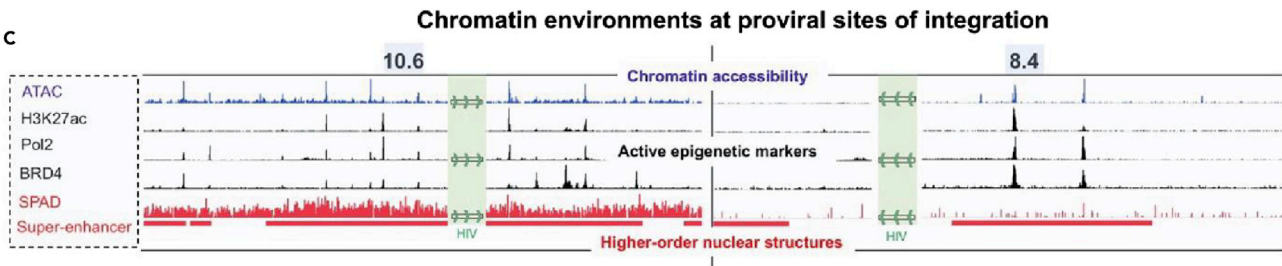 Chromatin environments at proviral sites of integration
C
10.6
8.4
Chromatin accessibility
ATAC
H3K27ac
Pol2
Active epigenetic markers
BRD4
SPAD
Super-enhancer
HIV
HIV
Higher-order nuclear structures